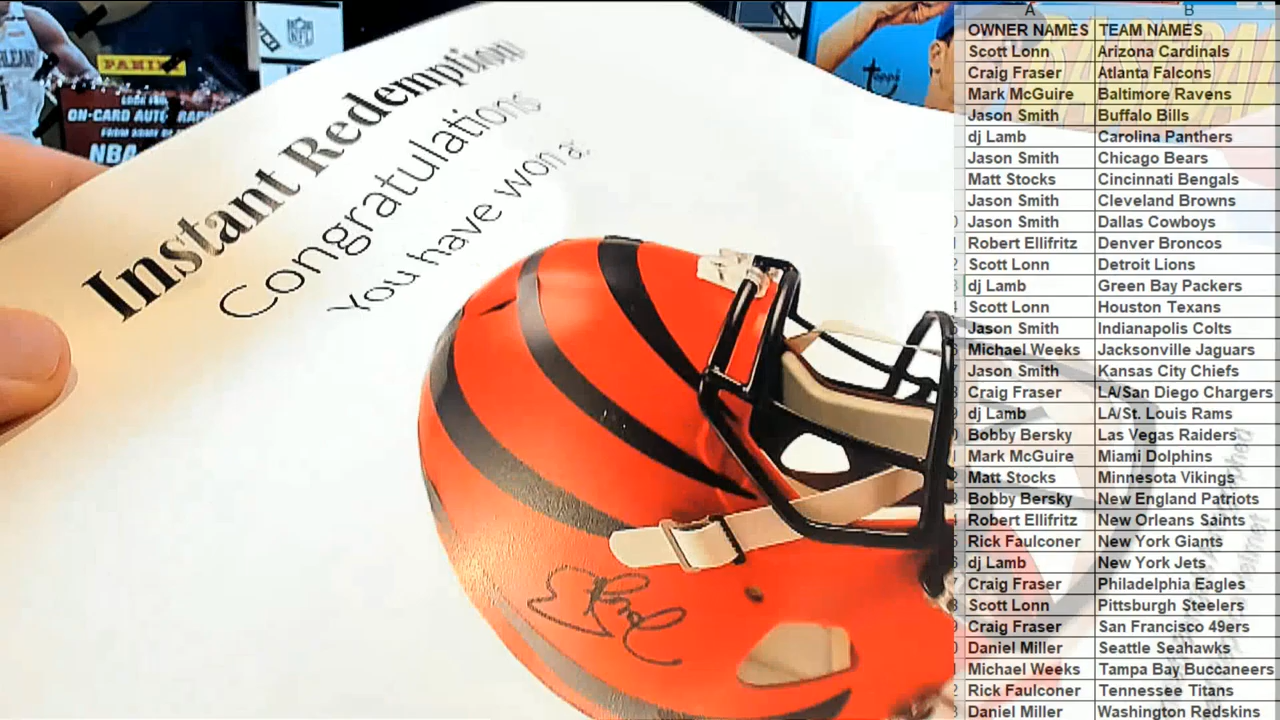 Instant Redemption
Congratulations
You have won a:
PANINI
ON-CARD AUTO
NBA
NFL
A B
OWNER NAMES TEAM NAMES
Scott Lonn Arizona Cardinals
Craig Fraser Atlanta Falcons
Mark McGuire Baltimore Ravens
Jason Smith Buffalo Bills
dj Lamb Carolina Panthers
Jason Smith Chicago Bears
Matt Stocks Cincinnati Bengals
Jason Smith Cleveland Browns
Jason Smith Dallas Cowboys
Robert Ellifritz Denver Broncos
Scott Lonn Detroit Lions
dj Lamb Green Bay Packers
Scott Lonn Houston Texans
Jason Smith Indianapolis Colts
Michael Weeks Jacksonville Jaguars
Jason Smith Kansas City Chiefs
Craig Fraser LA/San Diego Chargers
dj Lamb LA/St. Louis Rams
Bobby Bersky Las Vegas Raiders
Mark McGuire Miami Dolphins
Matt Stocks Minnesota Vikings
Bobby Bersky New England Patriots
Robert Ellifritz New Orleans Saints
Rick Faulconer New York Giants
dj Lamb New York Jets
Craig Fraser Philadelphia Eagles
Scott Lonn Pittsburgh Steelers
Craig Fraser San Francisco 49ers
Daniel Miller Seattle Seahawks
Michael Weeks Tampa Bay Buccaneers
Rick Faulconer Tennessee Titans
Daniel Miller Washington Redskins